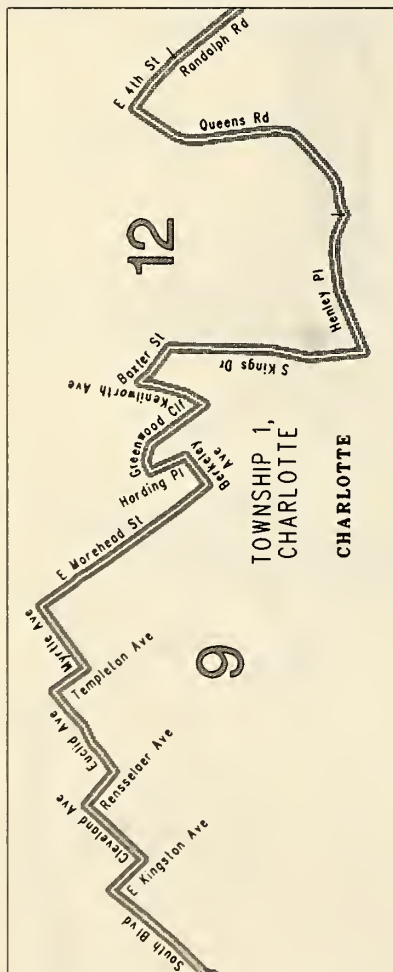 E 4th St
Randolph Rd
Queens Rd
12
Henley Pl
Baxter St
S Kings Dr
Kenilworth Ave
Greenwood Clf
Berkeley
Ave
Harding Pl
TOWNSHIP 1,
CHARLOTTE
CHARLOTTE
E Morehead St
Myrtle Ave
9
Templeton Ave
Euclid Ave
Rensselaer Ave
Cleveland Ave
E Kingston Ave
South Blvd